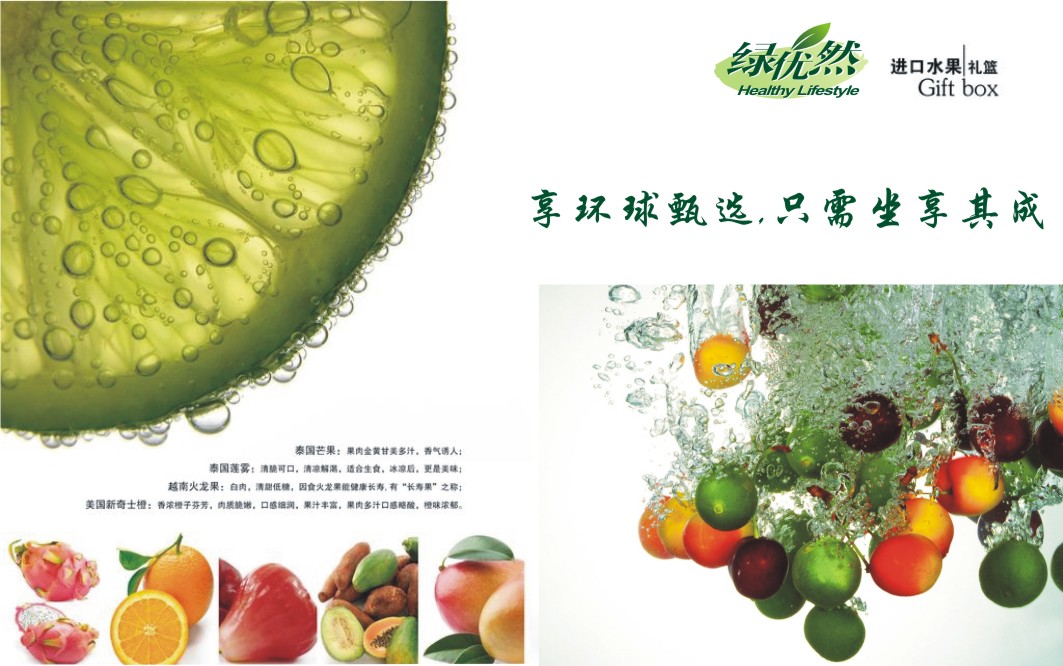 绿优然
Healthy Lifestyle
进口水果|礼篮
Gift box
享环球甄选,只需坐享其成
泰国芒果：果肉金黄甘美多汁，香气诱人；
泰国莲雾：清脆可口，清凉解渴，适合生食，冰凉后，更是美味；
越南火龙果：白肉，清甜低糖，因食火龙果能健康长寿,有“长寿果”之称；
美国新奇士橙：香浓橙子芬芳，肉质脆嫩，口感细润，果汁丰富，果肉多汁口感略酸，橙味浓郁。